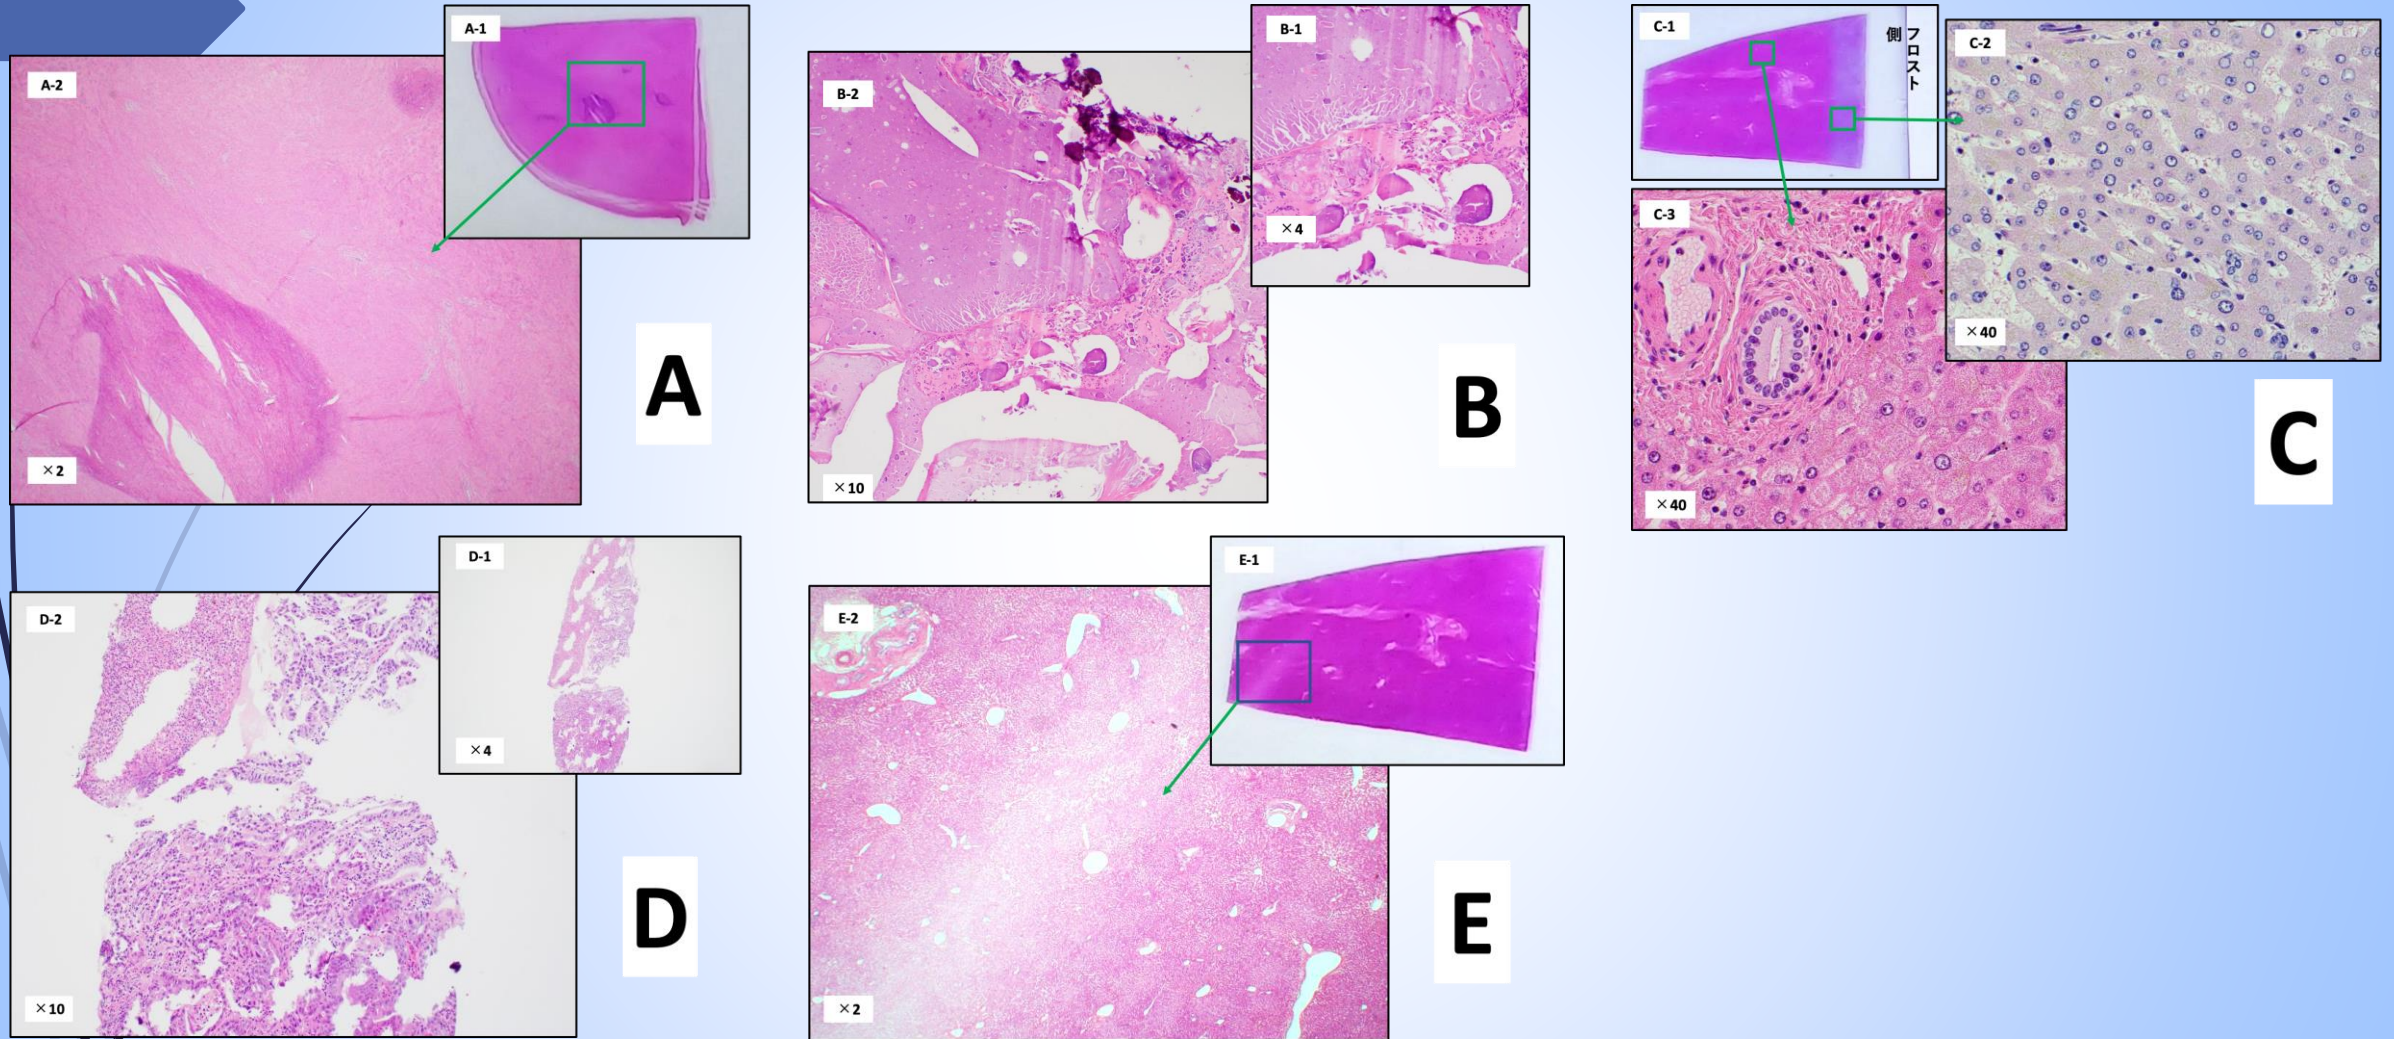 A-1
A-2
×2
A
B-1
×4
B-2
×10
B
C-1
フロスト
側
C-2
×40
C-3
×40
C
D-1
×4
D-2
×10
D
E-1
E-2
×2
E